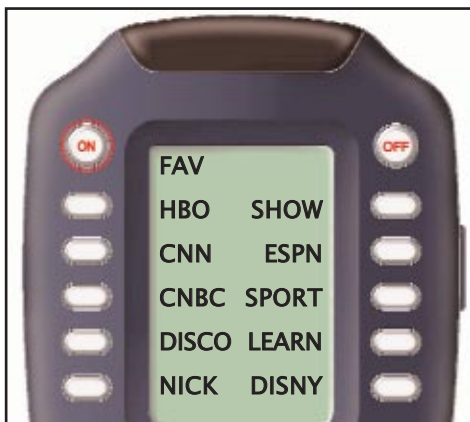 ON
OFF
FAV
HBO SHOW
CNN ESPN
CNBC SPORT
DISCO LEARN
NICK DISNY